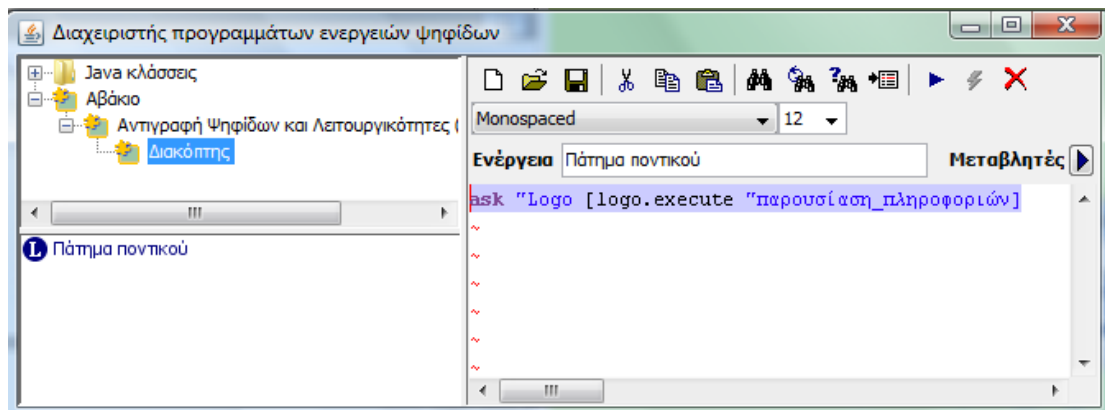 Διαχειριστής προγραμμάτων ενεργειών ψηφίδων
Java κλάσσεις
Αβάκιο
Αντιγραφή Ψηφίδων και Λειτουργικότητες (
Διακόπτης
Πάτημα ποντικού
Monospaced
12
Ενέργεια Πάτημα ποντικού Μεταβλητές
ask "Logo [logo.execute "παρουσίαση_πληροφοριών]
~
~
~
~
~
~